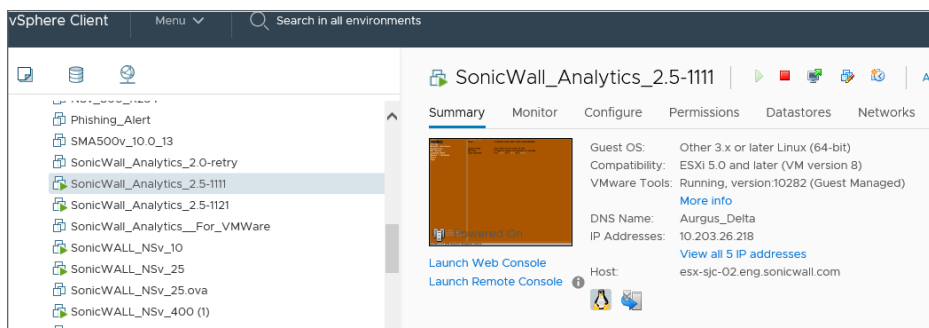 vSphere Client Menu Search in all environments
Phishing_Alert
SMA500v_10.0_13
SonicWall_Analytics_2.0-retry
SonicWall_Analytics_2.5-1111
SonicWall_Analytics_2.5-1121
SonicWall_Analytics__For_VMWare
SonicWALL_NSv_10
SonicWALL_NSv_25
SonicWALL_NSv_25.ova
SonicWALL_NSv_400 (1)
SonicWall_Analytics_2.5-1111
Summary Monitor Configure Permissions Datastores Networks
Powered On
Launch Web Console
Launch Remote Console
Guest OS: Other 3.x or later Linux (64-bit)
Compatibility: ESXi 5.0 and later (VM version 8)
VMware Tools: Running, version:10282 (Guest Managed)
More info
DNS Name: Aurgus_Delta
IP Addresses: 10.203.26.218
View all 5 IP addresses
Host: esx-sjc-02.eng.sonicwall.com